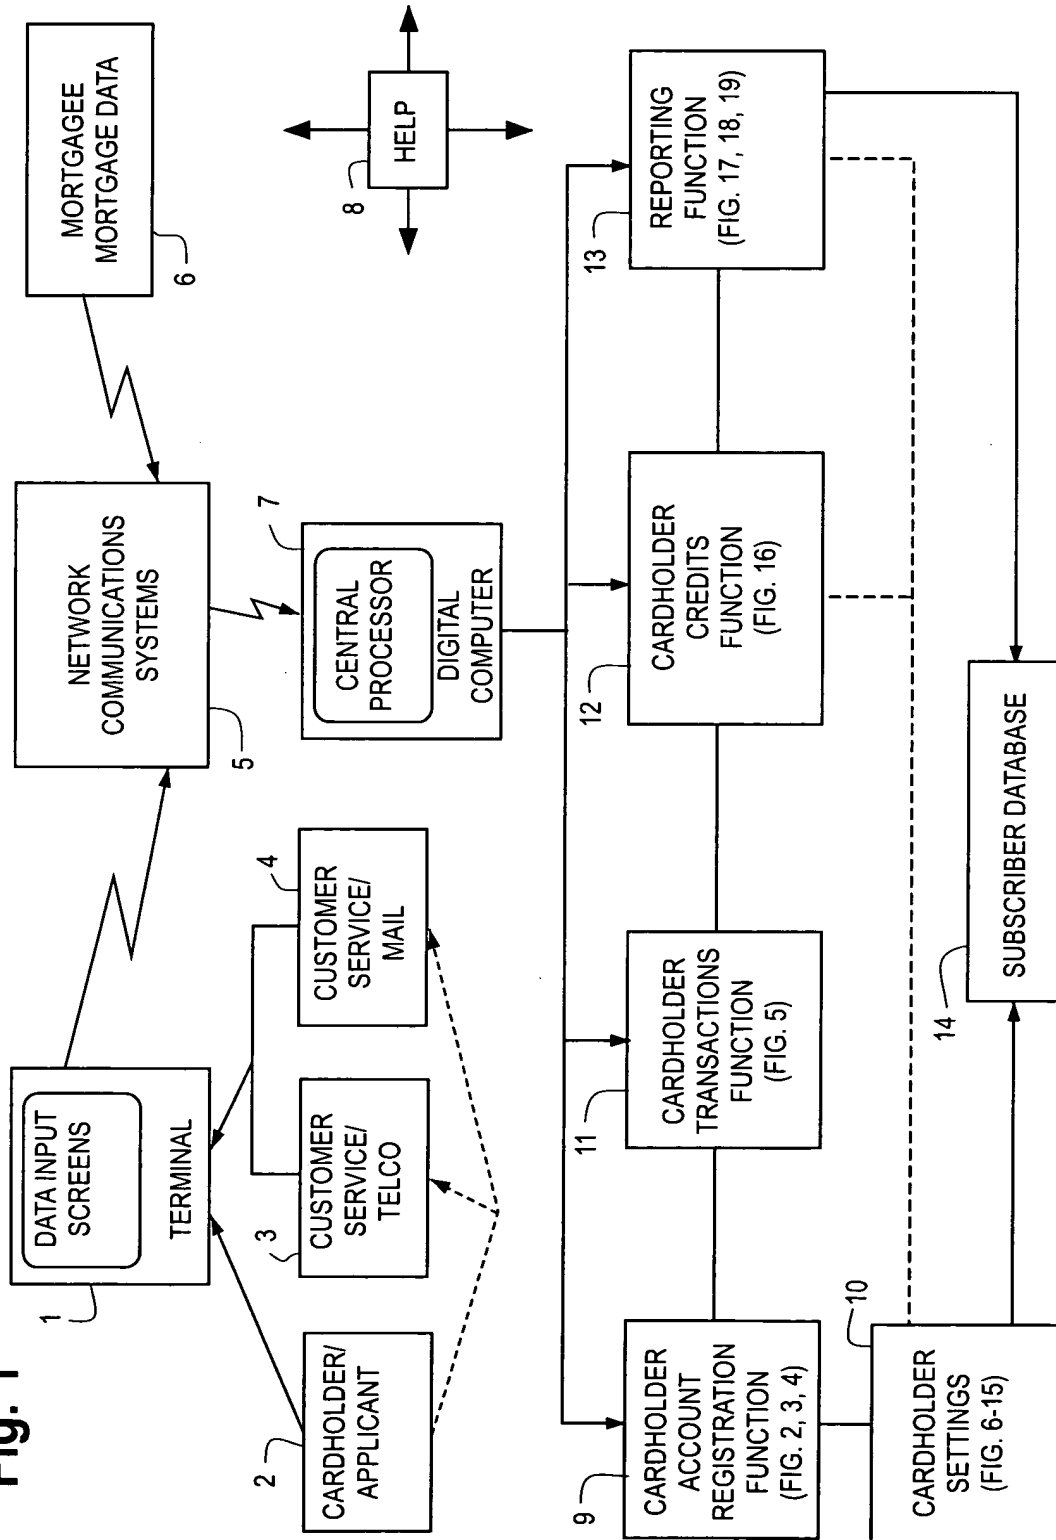 Fig. 1
1
DATA INPUT
SCREENS
TERMINAL
NETWORK
COMMUNICATIONS
SYSTEMS
5
MORTGAGEE
MORTGAGE DATA
6
2
CARDHOLDER/
APPLICANT
3
CUSTOMER
SERVICE/
TELCO
4
CUSTOMER
SERVICE/
MAIL
7
CENTRAL
PROCESSOR
DIGITAL
COMPUTER
8
HELP
9
CARDHOLDER
ACCOUNT
REGISTRATION
FUNCTION
(FIG. 2, 3, 4)
11
CARDHOLDER
TRANSACTIONS
FUNCTION
(FIG. 5)
12
CARDHOLDER
CREDITS
FUNCTION
(FIG. 16)
13
REPORTING
FUNCTION
(FIG. 17, 18, 19)
10
CARDHOLDER
SETTINGS
(FIG. 6-15)
14
SUBSCRIBER DATABASE